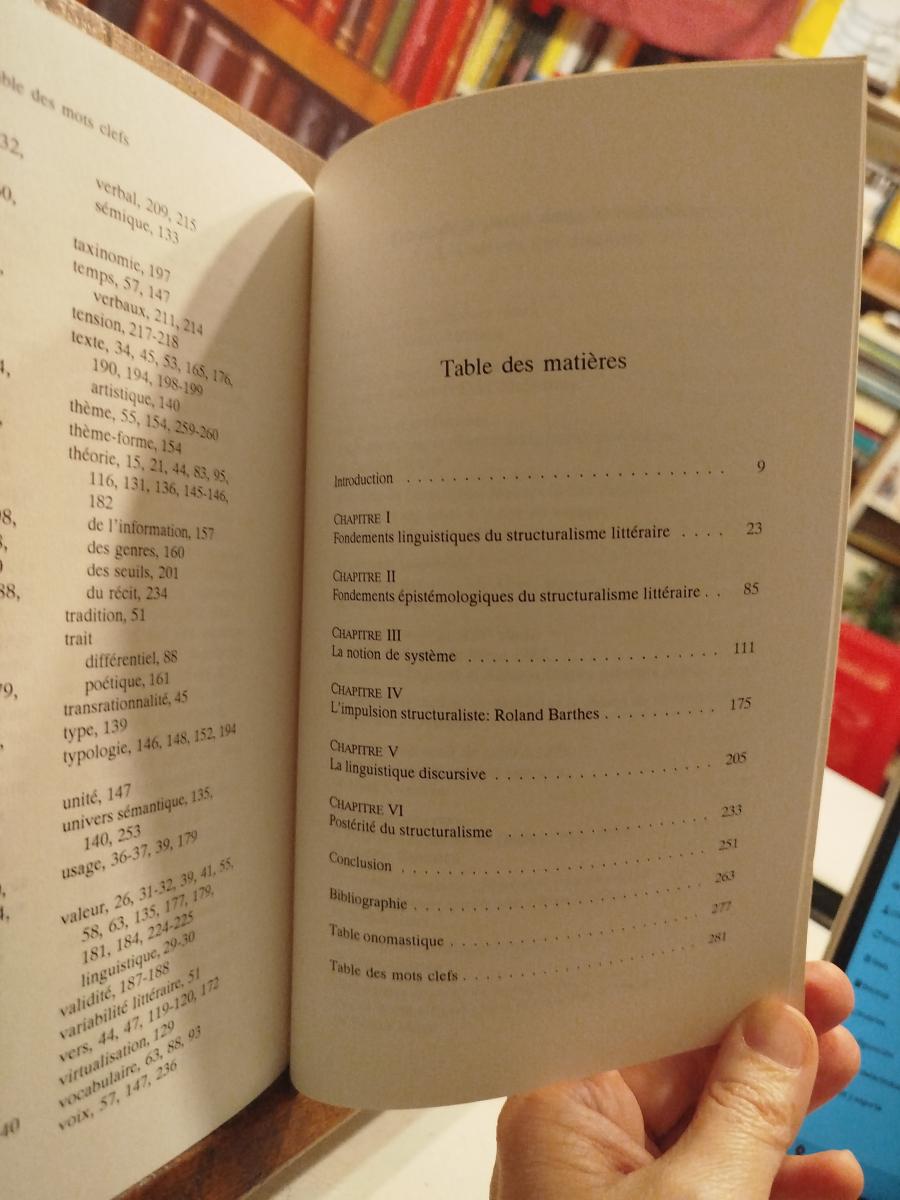 Table des mots clefs
32,
verbal, 209, 215
sémique, 133
taxinomie, 197
temps, 57, 147
verbaux, 211, 214
tension, 217-218
texte, 34, 45, 53, 165, 176,
190, 194, 198-199
artistique, 140
thème, 55, 154, 259-260
thème-forme, 154
théorie, 15, 21, 44, 83, 95,
116, 131, 136, 145-146,
182
de l'information, 157
des genres, 160
des seuils, 201
du récit, 234
tradition, 51
trait
différentiel, 88
poétique, 161
transrationnalité, 45
type, 139
typologie, 146, 148, 152, 194
unité, 147
univers sémantique, 135,
140, 253
usage, 36-37, 39, 179
valeur, 26, 31-32, 39, 41, 55,
58, 63, 135, 177, 179,
181, 184, 224-225
linguistique, 29-30
validité, 187-188
variabilité littéraire, 51
vers, 44, 47, 119-120, 172
virtualisation, 129
vocabulaire, 63, 88, 93
voix, 57, 147, 236
Table des matières
Introduction . . . . . . . . . . . . . . . . . . . . . . . . 9
CHAPITRE I
Fondements linguistiques du structuralisme littéraire . . . . 23
CHAPITRE II
Fondements épistémologiques du structuralisme littéraire . . 85
CHAPITRE III
La notion de système . . . . . . . . . . . . . . . . . . 111
CHAPITRE IV
L'impulsion structuraliste: Roland Barthes . . . . . . . . 175
CHAPITRE V
La linguistique discursive . . . . . . . . . . . . . . . . 205
CHAPITRE VI
Postérité du structuralisme . . . . . . . . . . . . . . . 233
Conclusion . . . . . . . . . . . . . . . . . . . . . . . 251
Bibliographie . . . . . . . . . . . . . . . . . . . . . . 263
Table onomastique . . . . . . . . . . . . . . . . . . . 277
Table des mots clefs . . . . . . . . . . . . . . . . . . 281